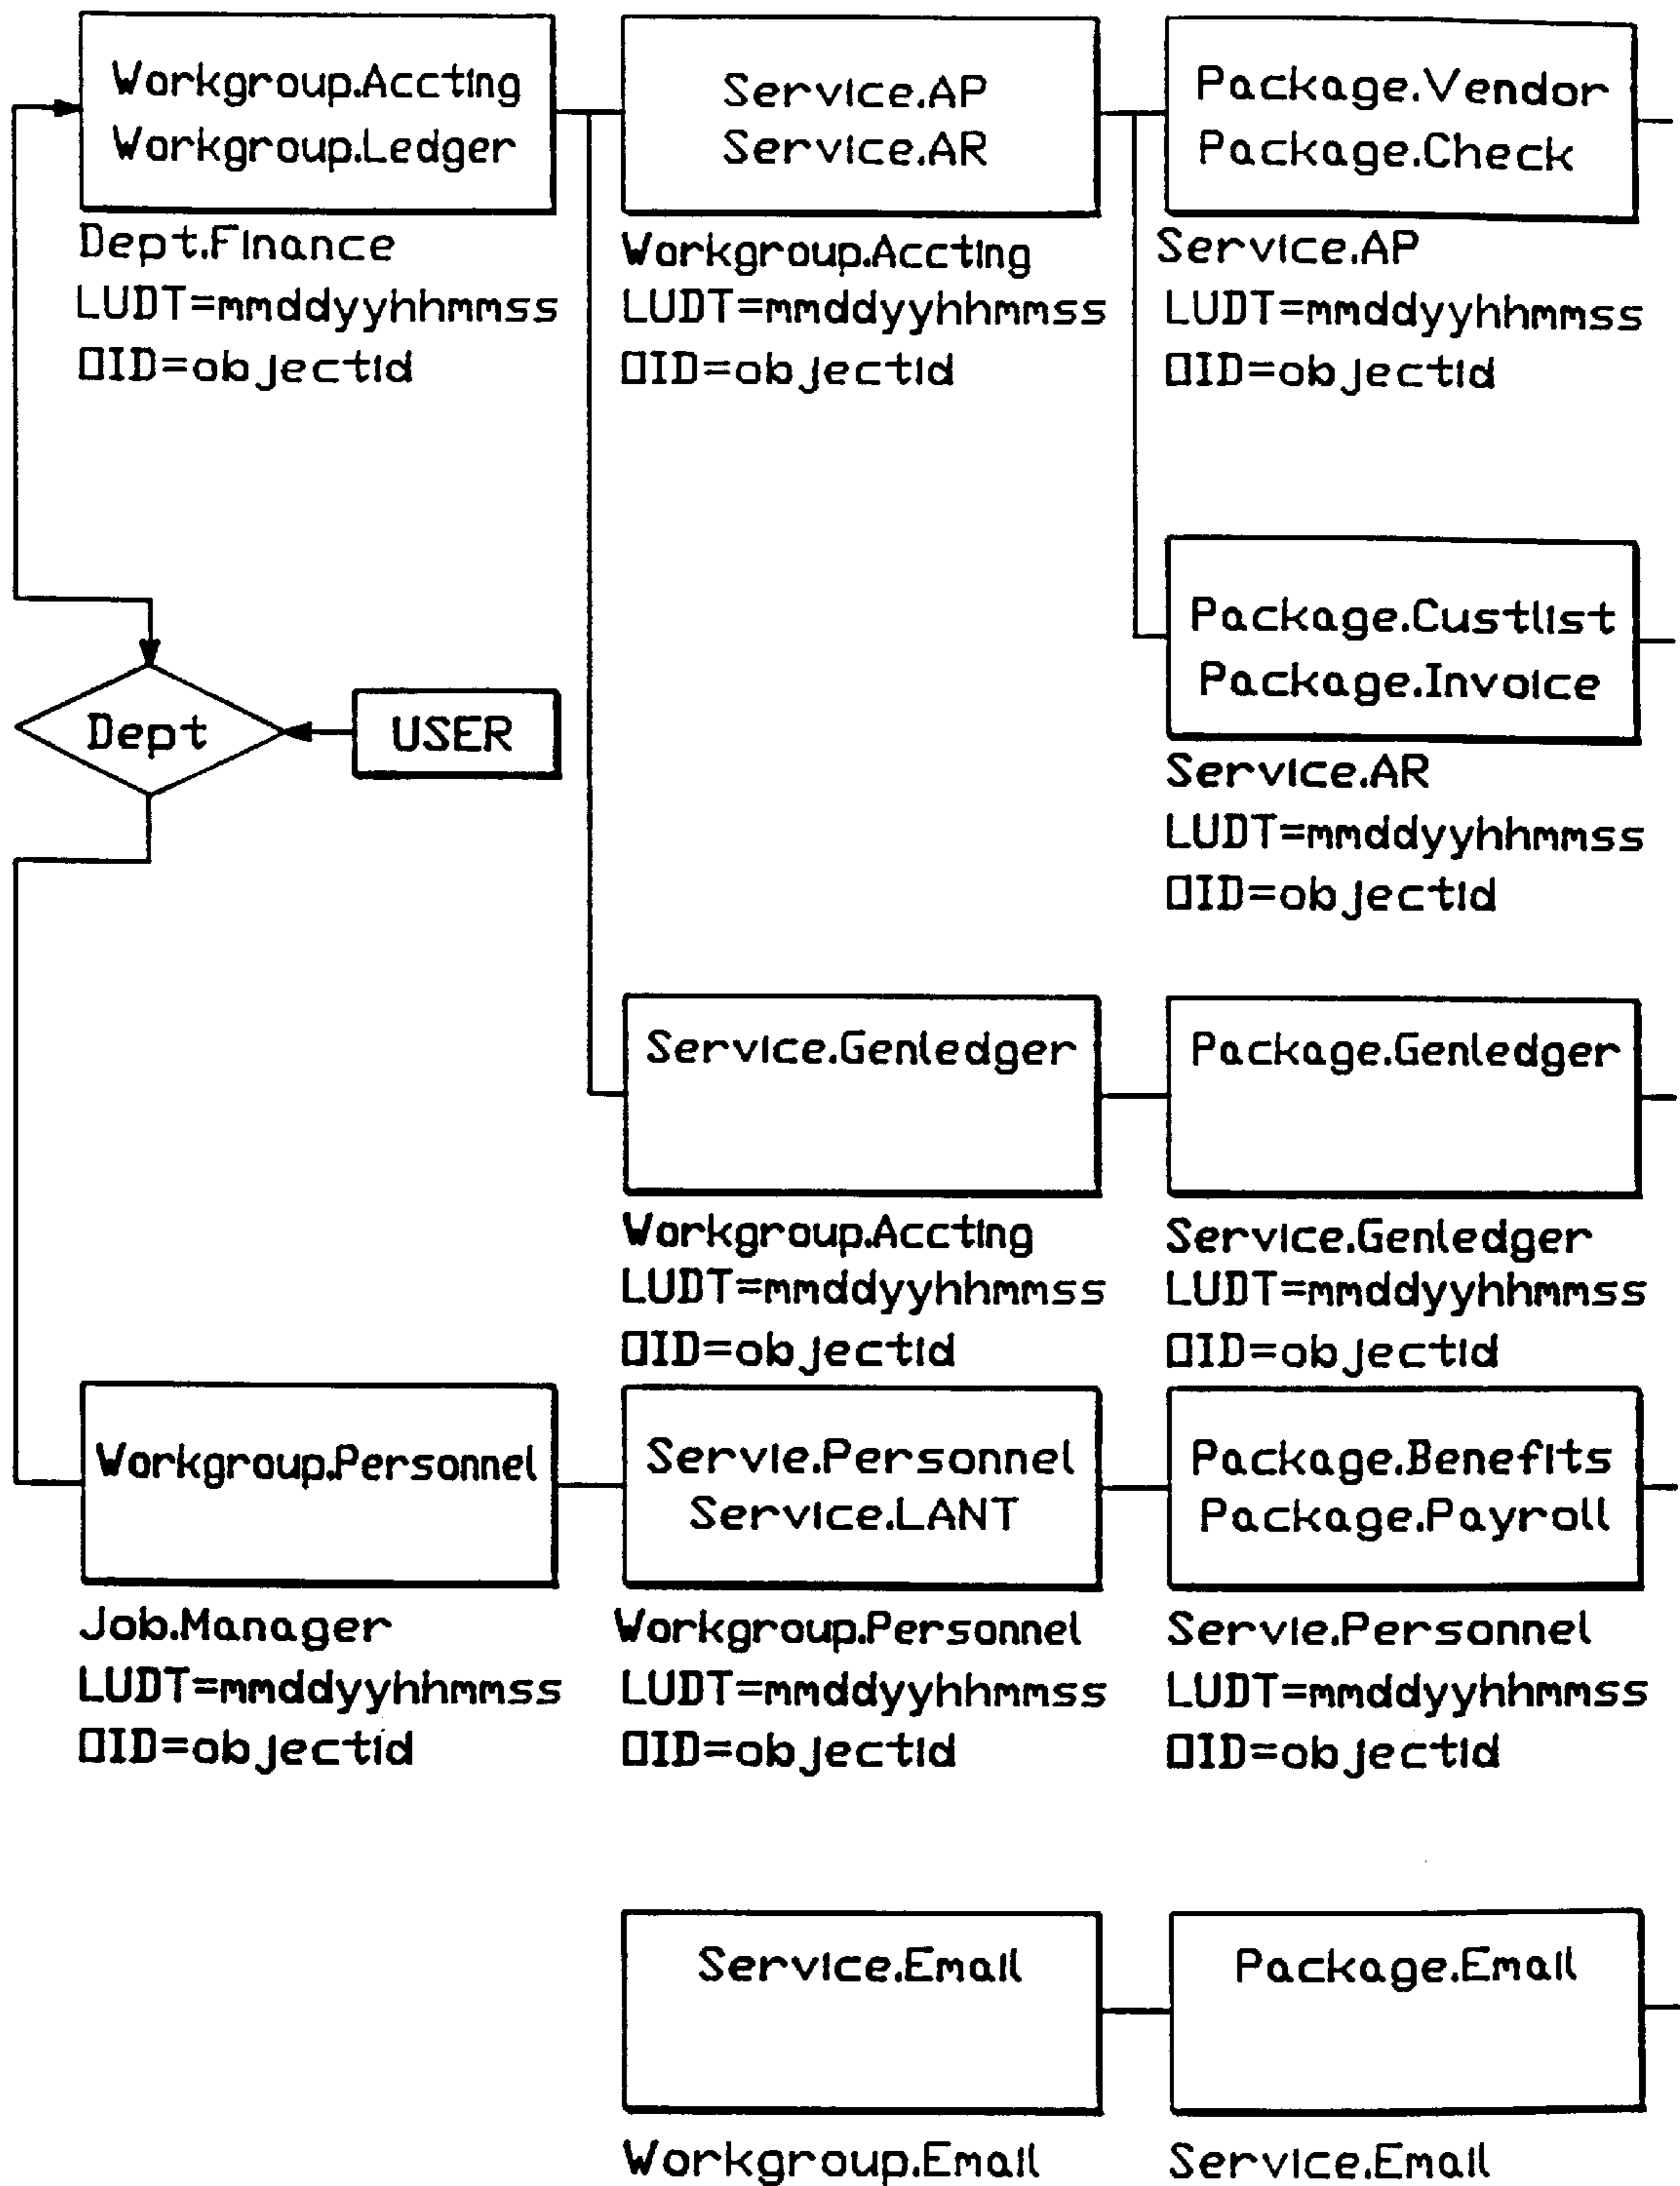 Workgroup.Accting
Workgroup.Ledger
Dept.Finance
LUDT=mmddyyhhmmss
OID=objectid
Service.AP
Service.AR
Workgroup.Accting
LUDT=mmddyyhhmmss
OID=objectid
Package.Vendor
Package.Check
Service.AP
LUDT=mmddyyhhmmss
OID=objectid
Package.Custlist
Package.Invoice
Service.AR
LUDT=mmddyyhhmmss
OID=objectid
Dept
USER
Service.Genledger
Workgroup.Accting
LUDT=mmddyyhhmmss
OID=objectid
Package.Genledger
Service.Genledger
LUDT=mmddyyhhmmss
OID=objectid
Workgroup.Personnel
Job.Manager
LUDT=mmddyyhhmmss
OID=objectid
Servie.Personnel
Service.LANT
Workgroup.Personnel
LUDT=mmddyyhhmmss
OID=objectid
Package.Benefits
Package.Payroll
Servie.Personnel
LUDT=mmddyyhhmmss
OID=objectid
Service.Email
Workgroup.Email
Package.Email
Service.Email